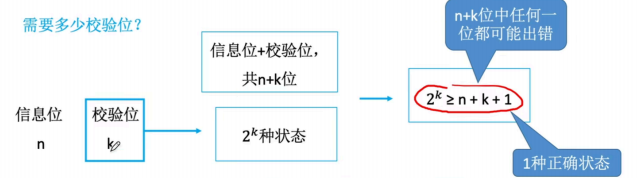 需要多少校验位？
n+k位中任何一
位都可能出错
信息位+校验位，
共n+k位
信息位
n
校验位
k
2^k种状态
2^k ≥ n + k + 1
1种正确状态